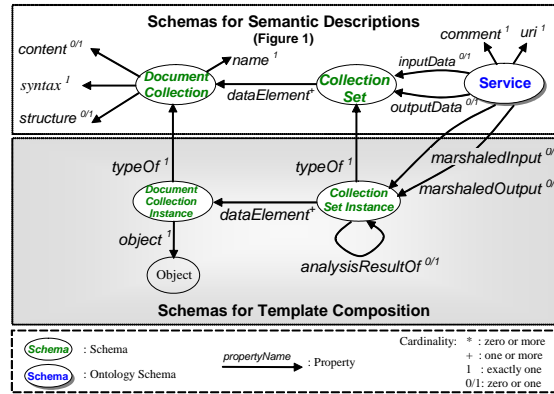 Schemas for Semantic Descriptions
(Figure 1)
content 0/1
name 1
comment 1
uri 1
syntax 1
Document
Collection
dataElement+
Collection
Set
inputData 0/1
outputData 0/1
Service
structure 0/1
typeOf 1
typeOf 1
marshaledInput 0/
marshaledOutput 0/
Document
Collection
Instance
dataElement+
Collection
Set Instance
object 1
Object
analysisResultOf 0/1
Schemas for Template Composition
Schema : Schema
Schema : Ontology Schema
propertyName : Property
Cardinality: * : zero or more
+ : one or more
1 : exactly one
0/1: zero or one